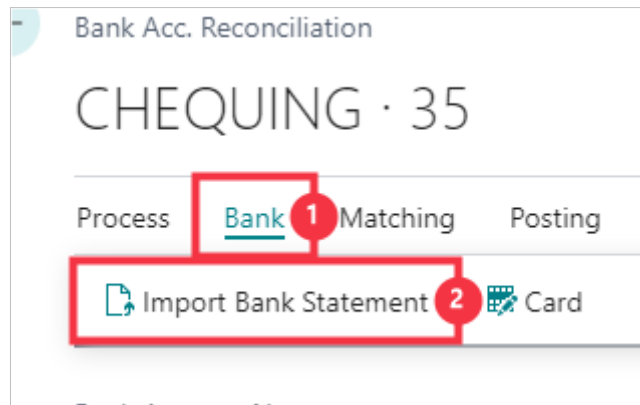 Bank Acc. Reconciliation
CHEQUING · 35
Process Bank 1 Matching Posting
Import Bank Statement 2 Card